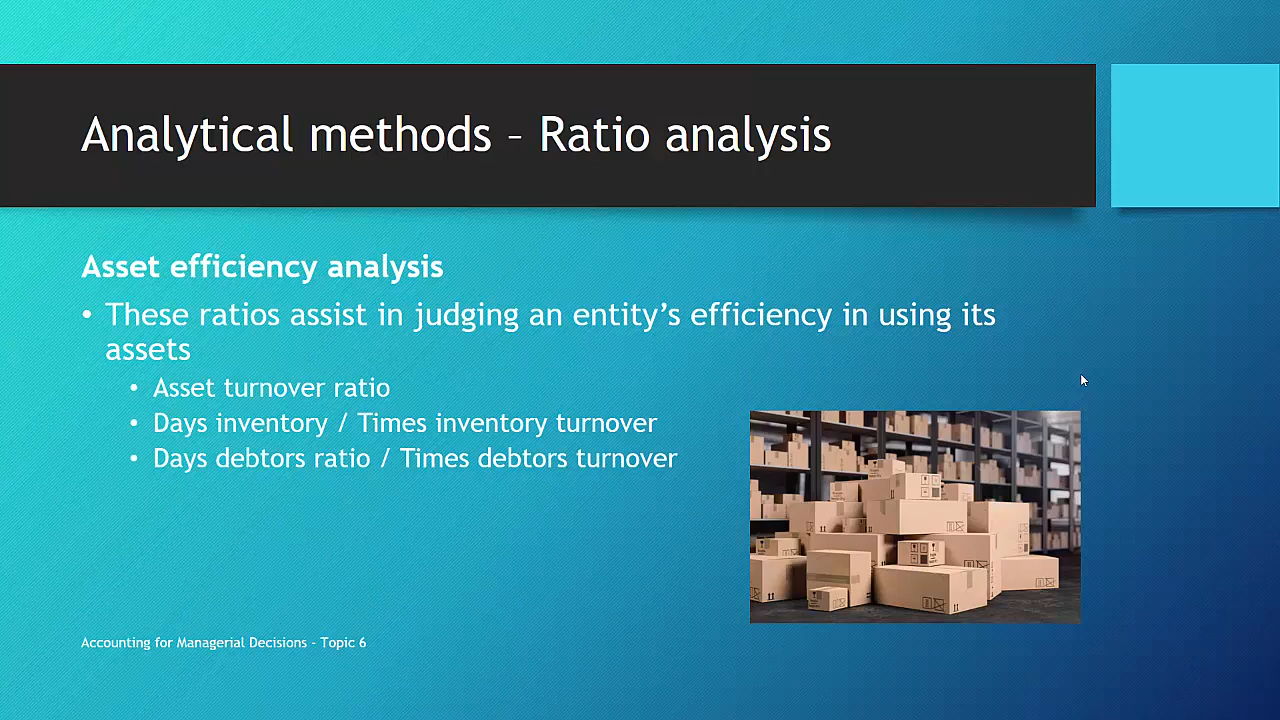 Analytical methods – Ratio analysis
Asset efficiency analysis
• These ratios assist in judging an entity’s efficiency in using its
assets
• Asset turnover ratio
• Days inventory / Times inventory turnover
• Days debtors ratio / Times debtors turnover
Accounting for Managerial Decisions - Topic 6